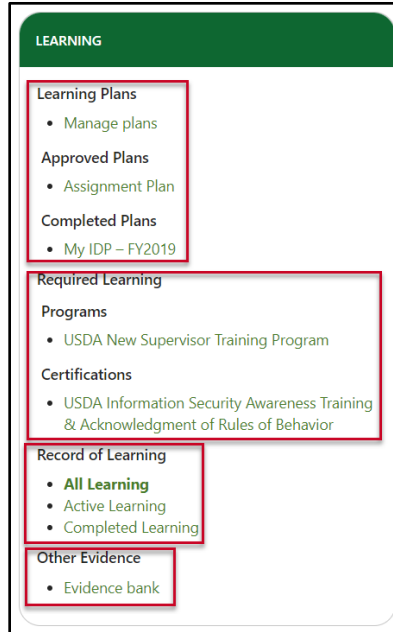 LEARNING
Learning Plans
• Manage plans
Approved Plans
• Assignment Plan
Completed Plans
• My IDP – FY2019
Required Learning
Programs
• USDA New Supervisor Training Program
Certifications
• USDA Information Security Awareness Training
& Acknowledgment of Rules of Behavior
Record of Learning
• All Learning
• Active Learning
• Completed Learning
Other Evidence
• Evidence bank